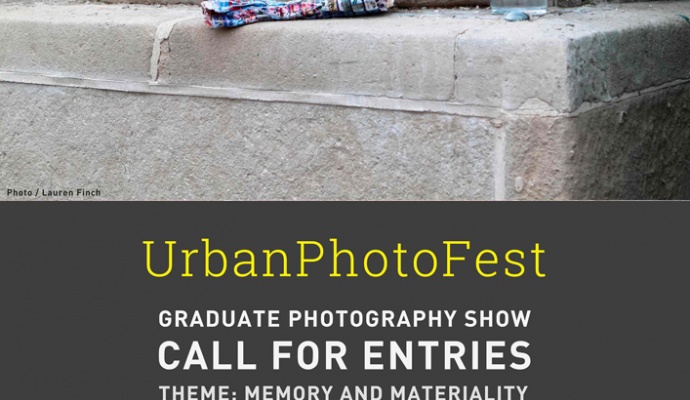 Photo / Lauren Finch
UrbanPhotoFest
GRADUATE PHOTOGRAPHY SHOW
CALL FOR ENTRIES
THEME: MEMORY AND MATERIALITY